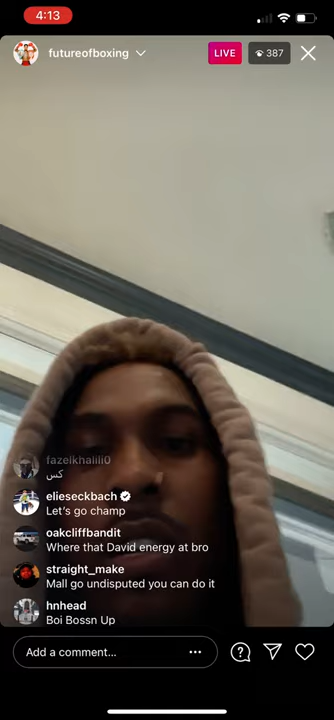 4:13
futureofboxing
LIVE
387
fazelkhalili0
کس
elieseckbach
Let's go champ
oakcliffbandit
Where that David energy at bro
straight_make
Mall go undisputed you can do it
hnhead
Boi Bossn Up
Add a comment...